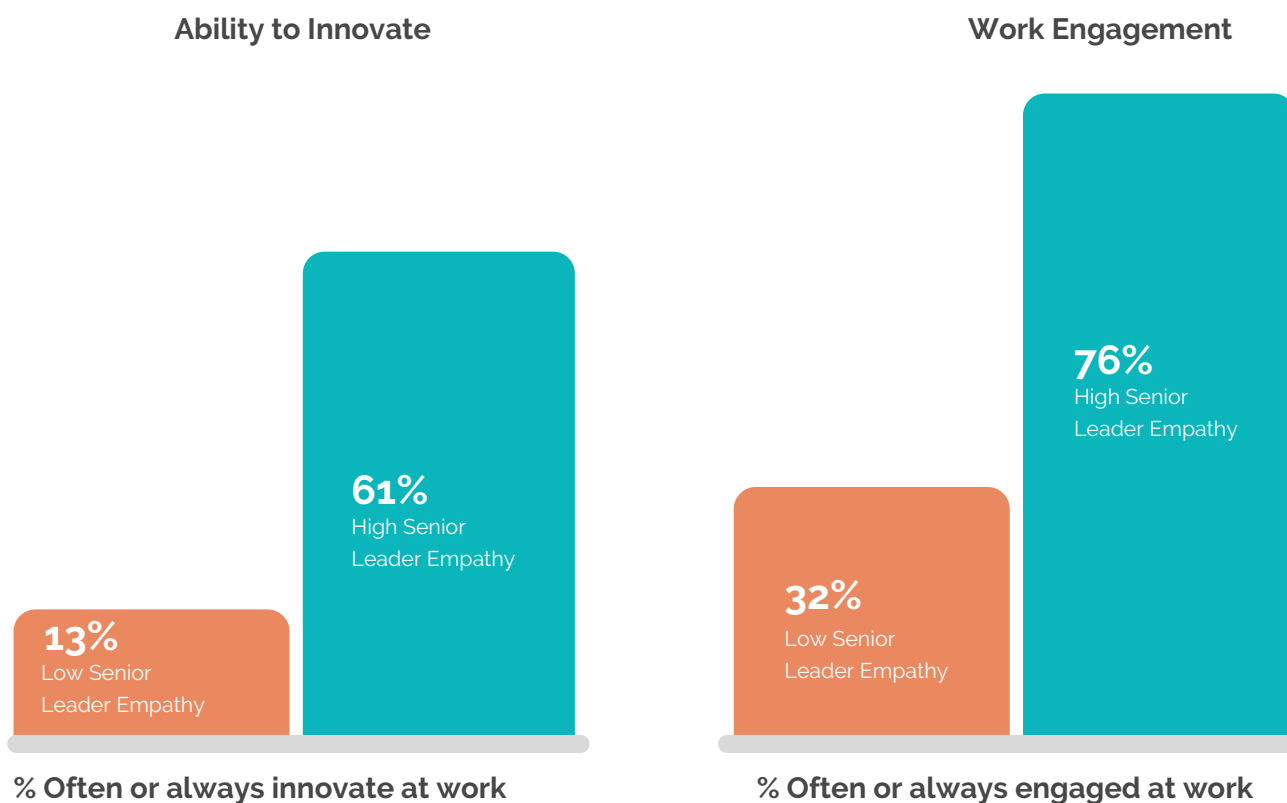 Ability to Innovate
13%
Low Senior
Leader Empathy
61%
High Senior
Leader Empathy
% Often or always innovate at work
Work Engagement
32%
Low Senior
Leader Empathy
76%
High Senior
Leader Empathy
% Often or always engaged at work